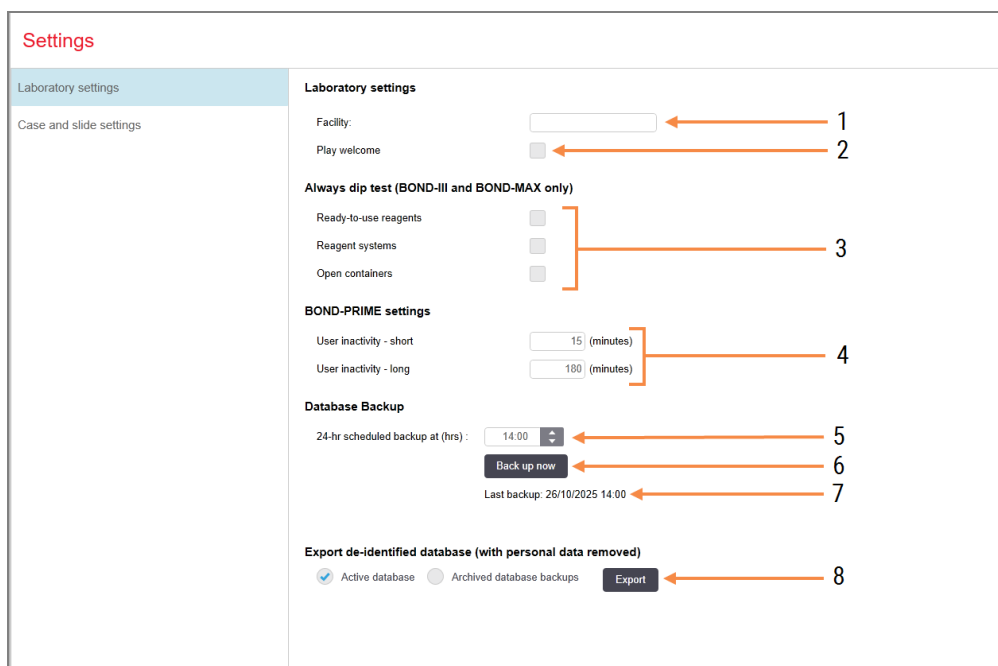 Settings
Laboratory settings
Case and slide settings
Laboratory settings
Facility: 1
Play welcome 2
Always dip test (BOND-III and BOND-MAX only)
Ready-to-use reagents
Reagent systems 3
Open containers
BOND-PRIME settings
User inactivity - short 15 (minutes)
4
User inactivity - long 180 (minutes)
Database Backup
24-hr scheduled backup at (hrs) : 14:00 5
Back up now 6
Last backup: 26/10/2025 14:00 7
Export de-identified database (with personal data removed)
Active database Archived database backups Export 8